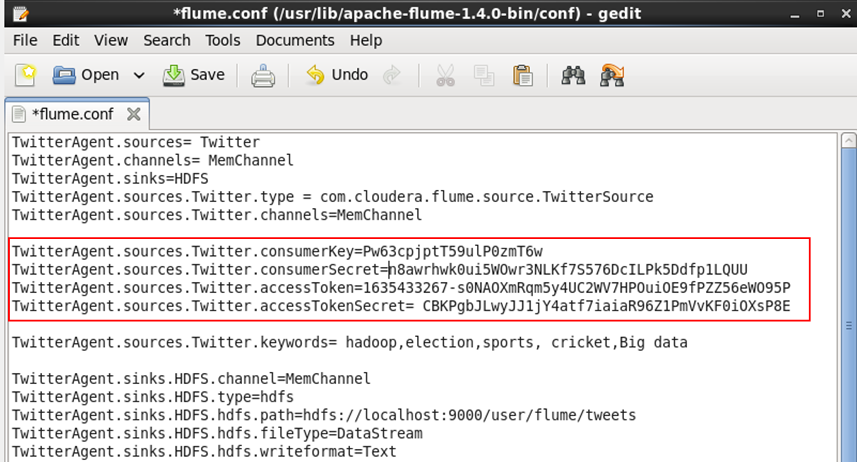 *flume.conf (/usr/lib/apache-flume-1.4.0-bin/conf) - gedit
File Edit View Search Tools Documents Help
Open Save Undo
*flume.conf
TwitterAgent.sources= Twitter
TwitterAgent.channels= MemChannel
TwitterAgent.sinks=HDFS
TwitterAgent.sources.Twitter.type = com.cloudera.flume.source.TwitterSource
TwitterAgent.sources.Twitter.channels=MemChannel
TwitterAgent.sources.Twitter.consumerKey=Pw63cpjptT59ulP0zmT6w
TwitterAgent.sources.Twitter.consumerSecret=n8awrhwk0ui5WOwr3NLKf7S576DcILPk5Ddfp1LQUU
TwitterAgent.sources.Twitter.accessToken=1635433267-s0NAOXmRqm5y4UC2WV7HPOuiOE9fPZZ56eWO95P
TwitterAgent.sources.Twitter.accessTokenSecret= CBKPgbJLwyJJ1jY4atf7iaiaR96Z1PmVvKF0iOXsP8E
TwitterAgent.sources.Twitter.keywords= hadoop,election,sports, cricket,Big data
TwitterAgent.sinks.HDFS.channel=MemChannel
TwitterAgent.sinks.HDFS.type=hdfs
TwitterAgent.sinks.HDFS.hdfs.path=hdfs://localhost:9000/user/flume/tweets
TwitterAgent.sinks.HDFS.hdfs.fileType=DataStream
TwitterAgent.sinks.HDFS.hdfs.writeformat=Text